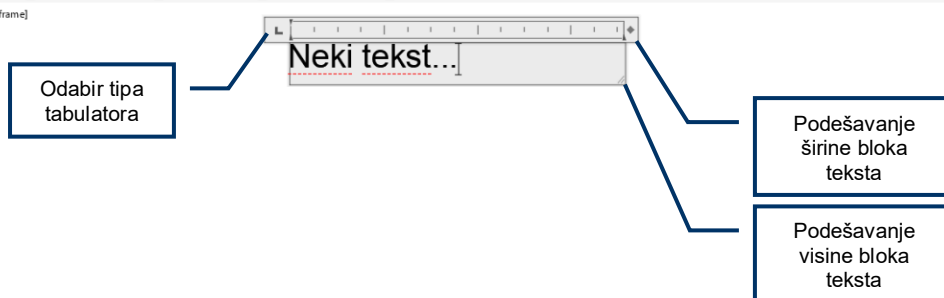 frame]
Neki tekst...
Odabir tipa
tabulatora
Podešavanje
širine bloka
teksta
Podešavanje
visine bloka
teksta